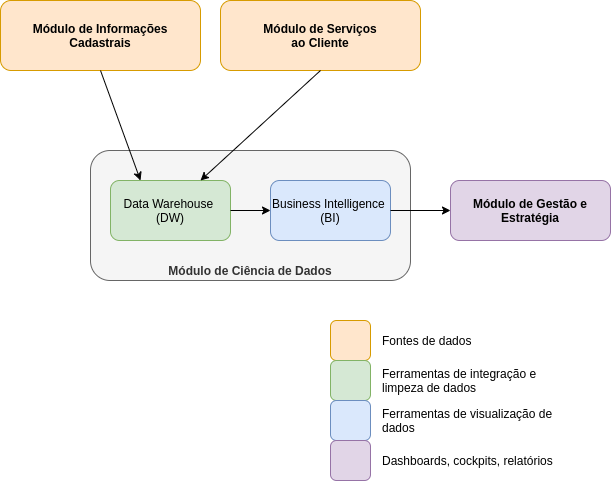 Módulo de Informações
Cadastrais
Módulo de Serviços
ao Cliente
Data Warehouse
(DW)
Business Intelligence
(BI)
Módulo de Gestão e
Estratégia
Módulo de Ciência de Dados
Fontes de dados
Ferramentas de integração e
limpeza de dados
Ferramentas de visualização de
dados
Dashboards, cockpits, relatórios